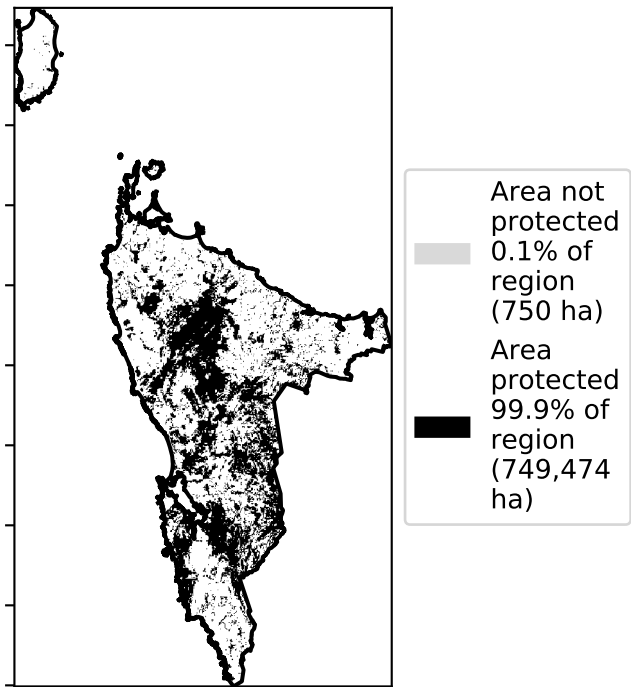 Area not
protected
0.1% of
region
(750 ha)
Area
protected
99.9% of
region
(749,474
ha)